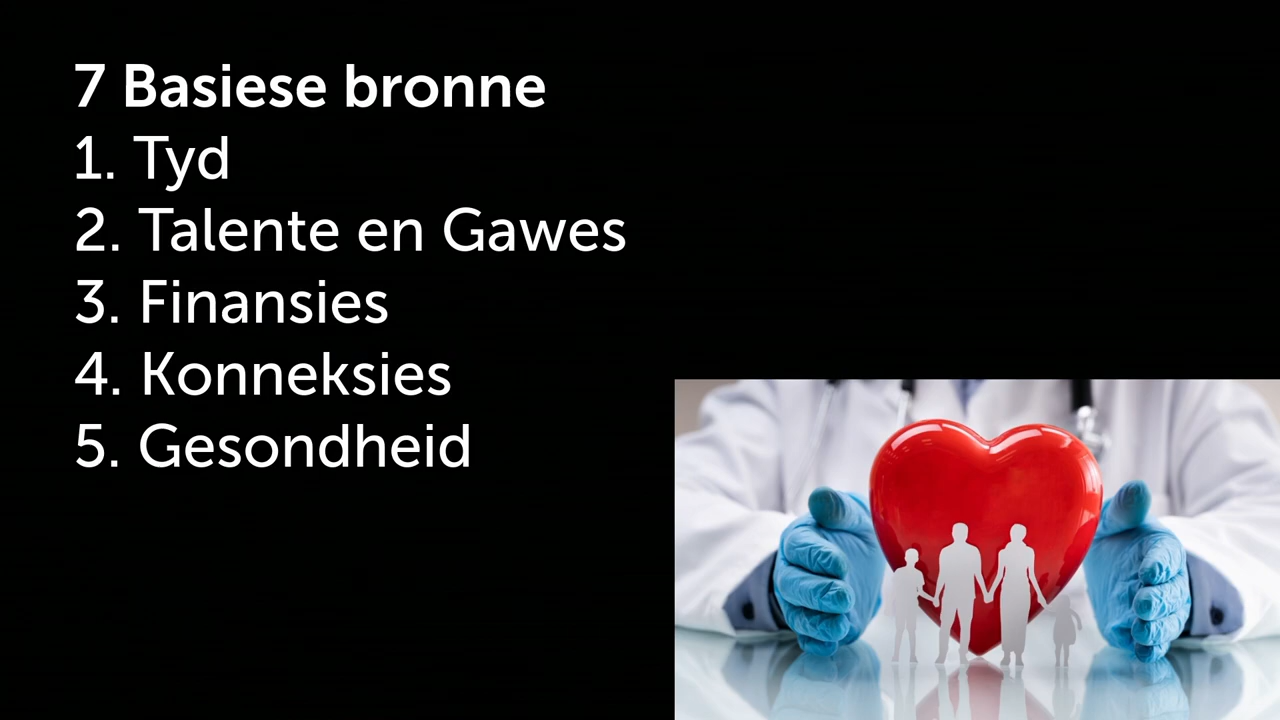 7 Basiese bronne
1. Tyd
2. Talente en Gawes
3. Finansies
4. Konneksies
5. Gesondheid